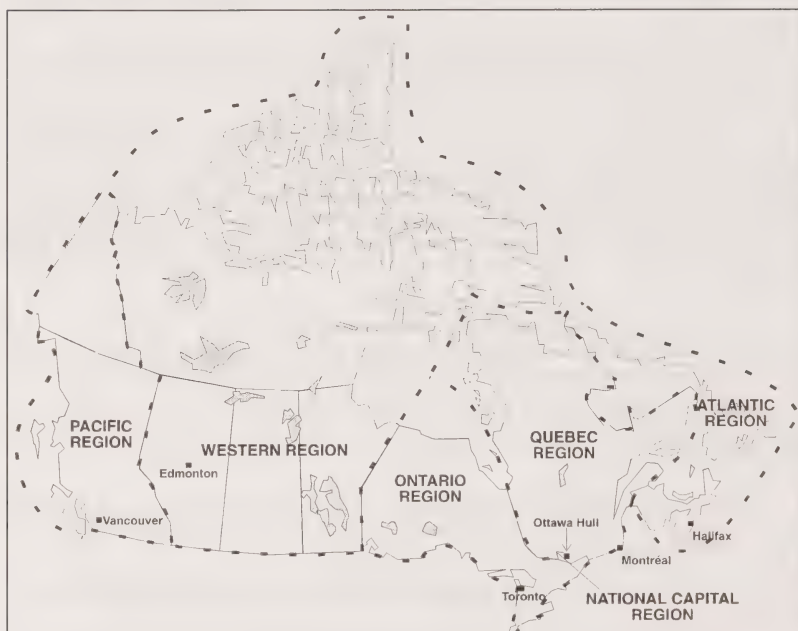 PACIFIC
REGION
WESTERN REGION
Edmonton
Vancouver
ONTARIO
REGION
QUEBEC
REGION
ATLANTIC
REGION
Ottawa Hull
Halifax
Montréal
Toronto
NATIONAL CAPITAL
REGION